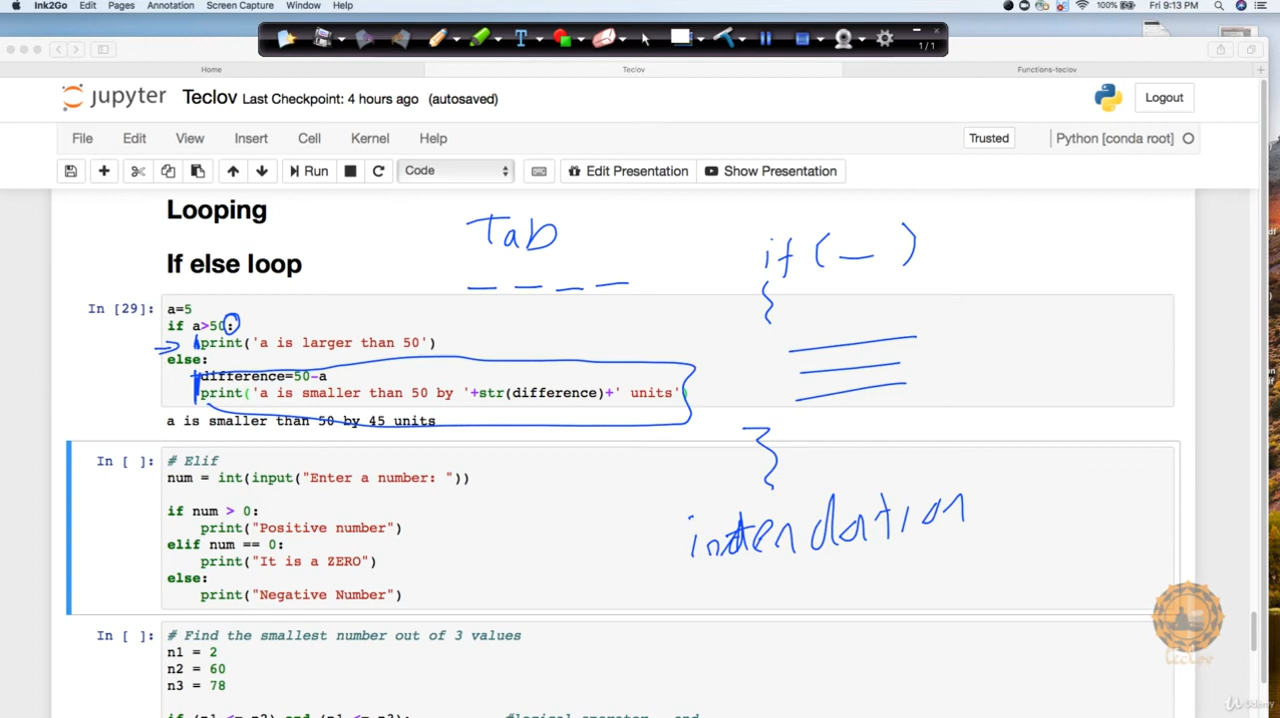 Ink2Go Edit Pages Annotation Screen Capture Window Help 100% Fri 9:13 PM
1/1
Home Teclov Functions-teclov
jupyter Teclov Last Checkpoint: 4 hours ago (autosaved) Logout
File Edit View Insert Cell Kernel Help Trusted Python [conda root]
Run Code Edit Presentation Show Presentation
Looping
Tab
if ( _ )
If else loop
{
In [29]: a=5
if a>50:
print('a is larger than 50')
else:
difference=50-a
print('a is smaller than 50 by '+str(difference)+' units')
a is smaller than 50 by 45 units
}
In [ ]: # Elif
num = int(input("Enter a number: "))
if num > 0:
print("Positive number")
elif num == 0:
print("It is a ZERO")
else:
print("Negative Number")
intendation
In [ ]: # Find the smallest number out of 3 values
n1 = 2
n2 = 60
n3 = 78
teclov
Udemy